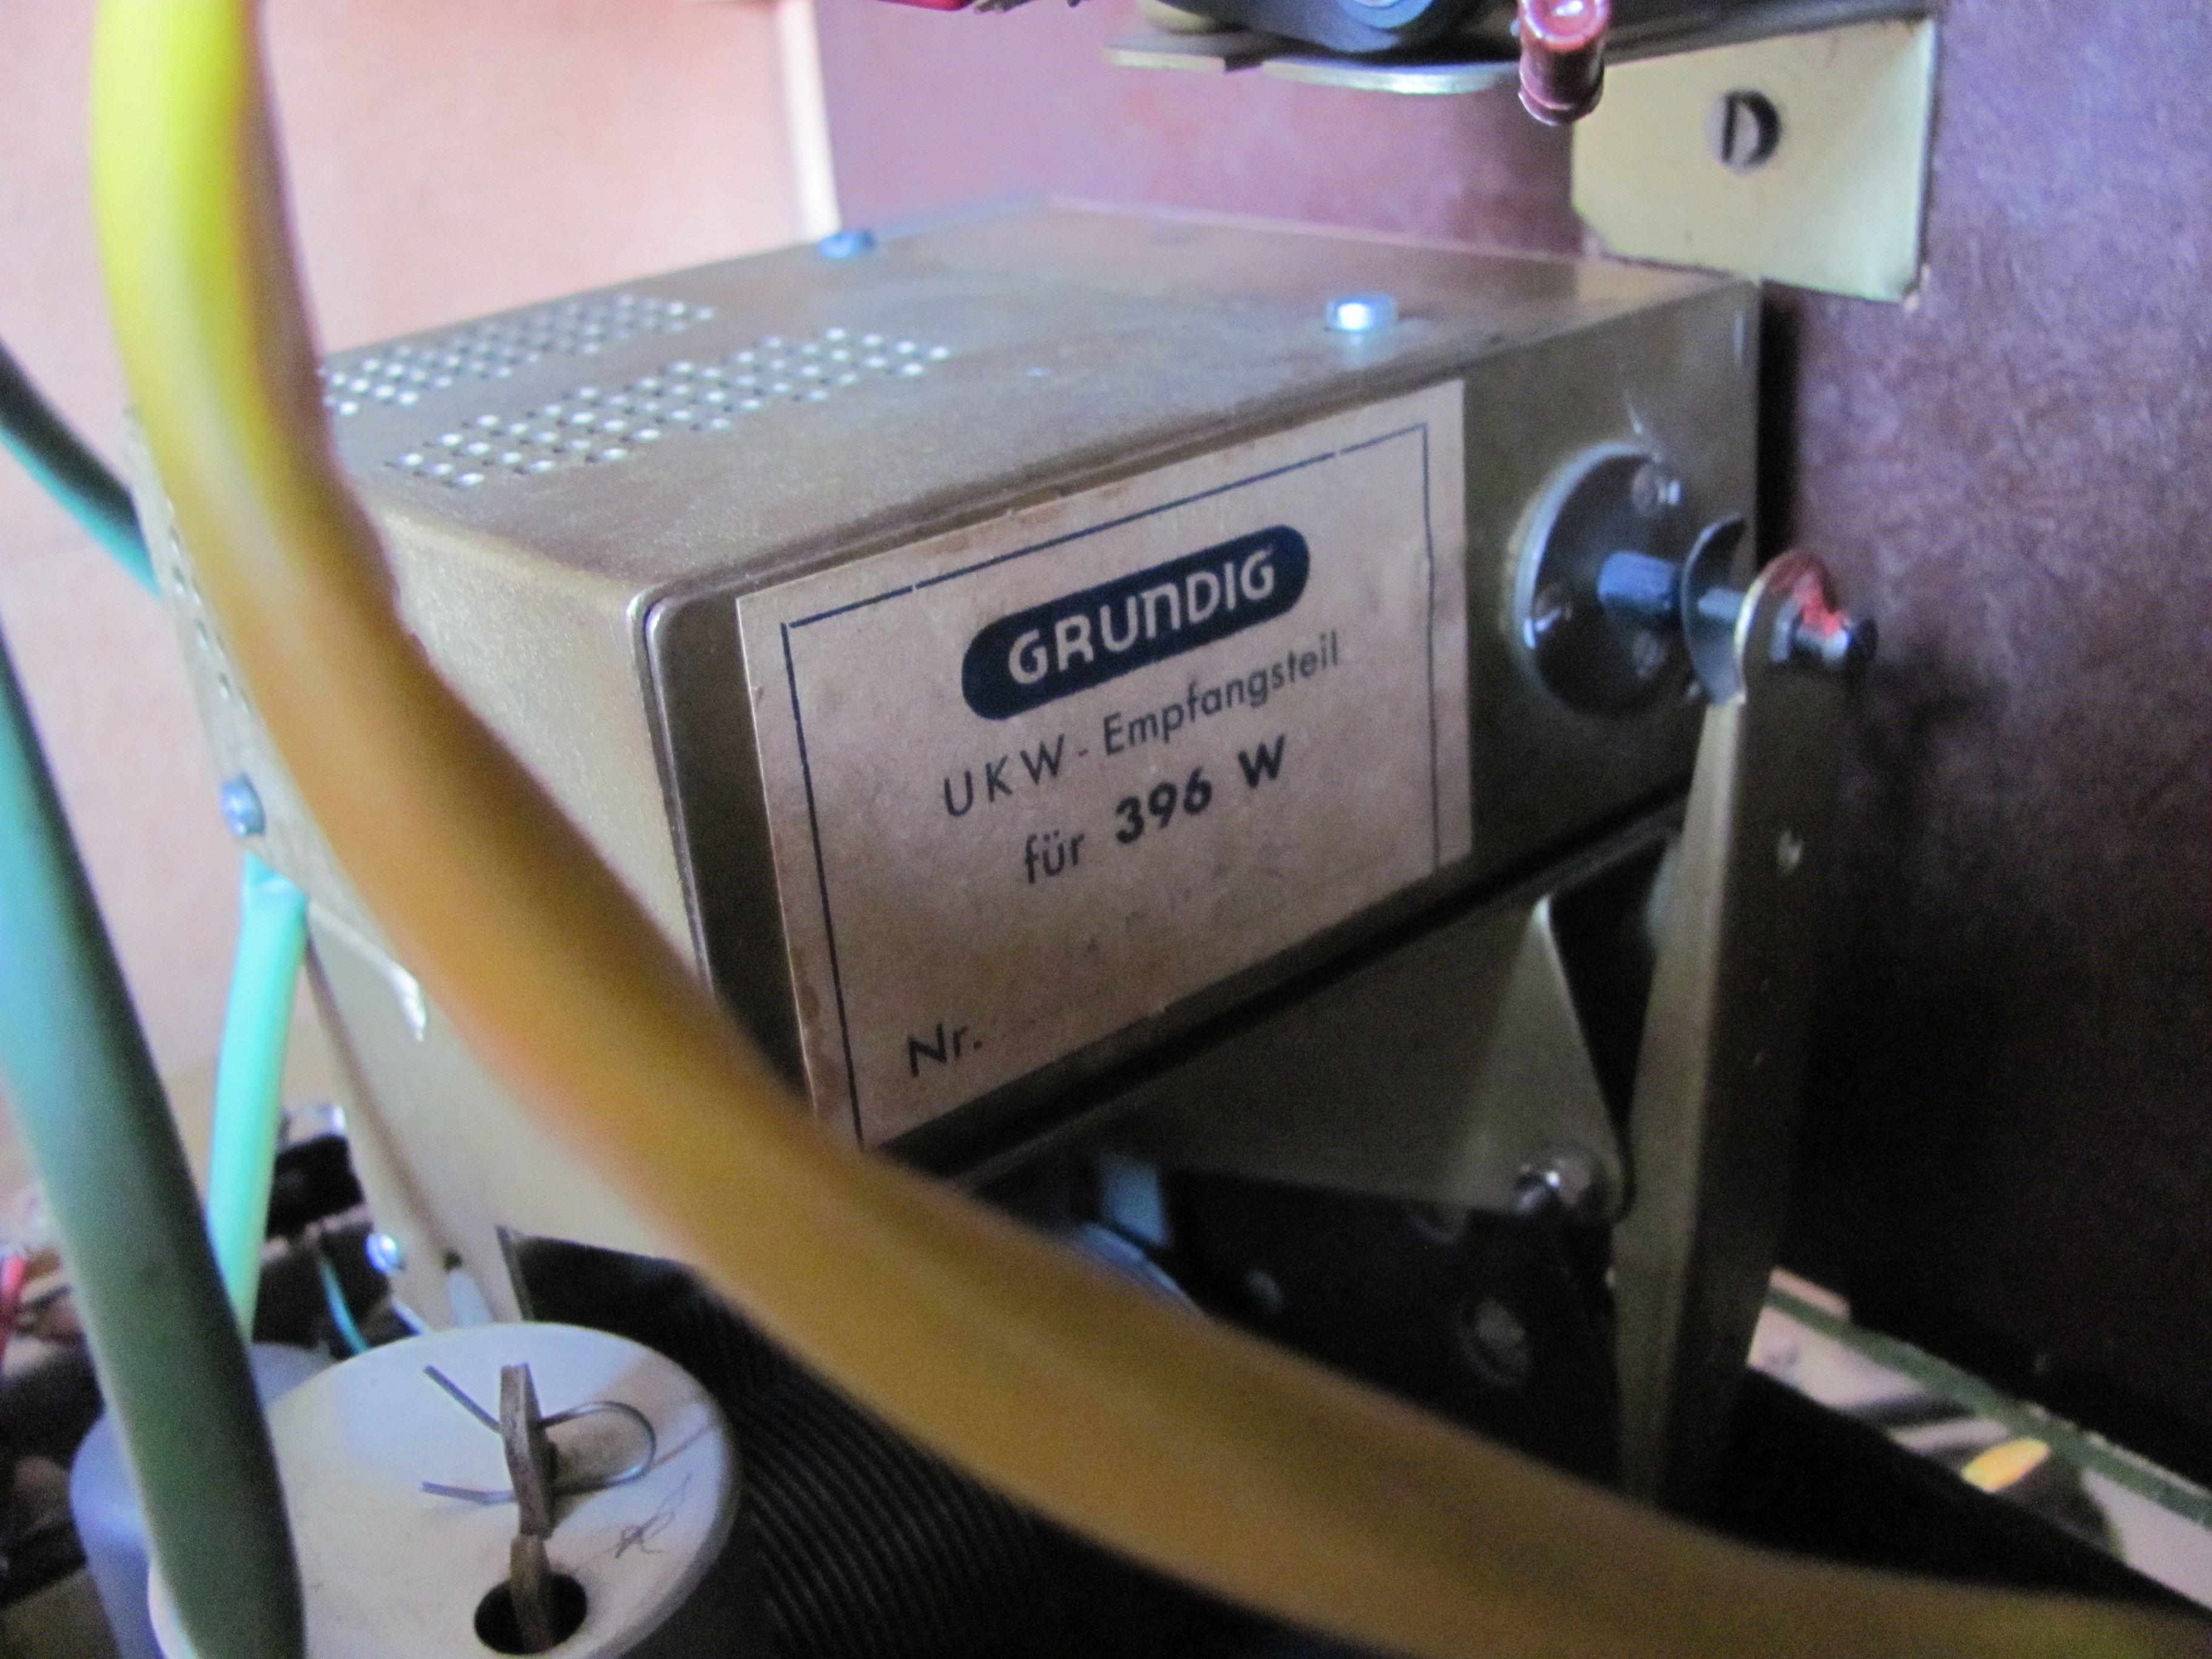 GRUNDIG
UKW-Empfangsteil
für 396 W
Nr.